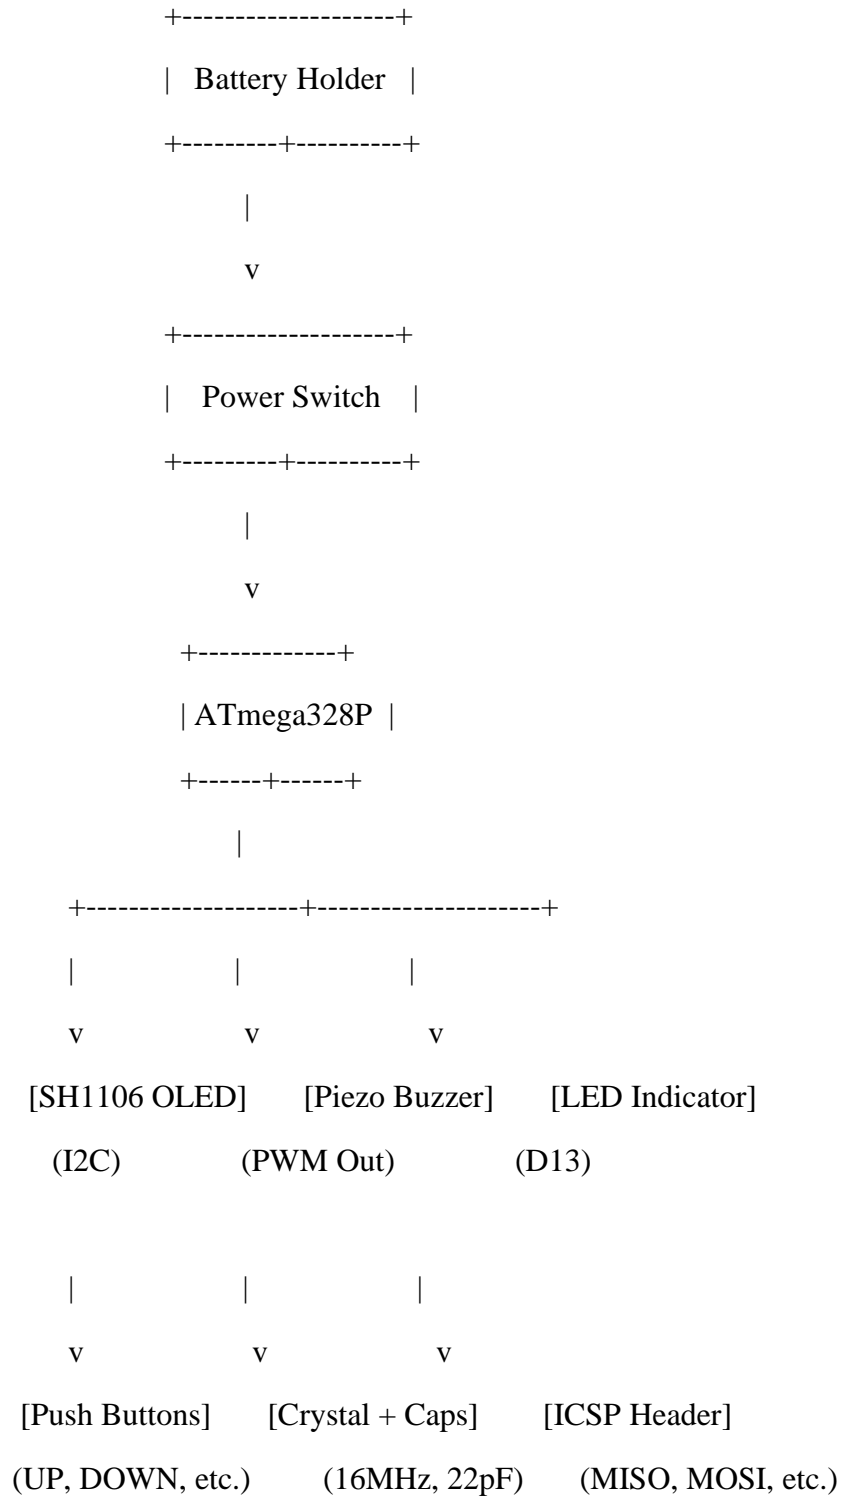 +--------------------+
|   Battery Holder   |
+---------+----------+
|
v
+--------------------+
|    Power Switch    |
+---------+----------+
|
v
+-------------+
| ATmega328P  |
+------+------+
|
+--------------------+---------------------+
|                    |                     |
v                    v                     v
[SH1106 OLED]       [Piezo Buzzer]       [LED Indicator]
(I2C)               (PWM Out)               (D13)
|                    |                     |
v                    v                     v
[Push Buttons]       [Crystal + Caps]        [ICSP Header]
(UP, DOWN, etc.)         (16MHz, 22pF)      (MISO, MOSI, etc.)